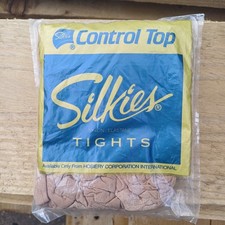 Control Top
Silkies®
TIGHTS
Available Only From HOSIERY CORPORATION INTERNATIONAL